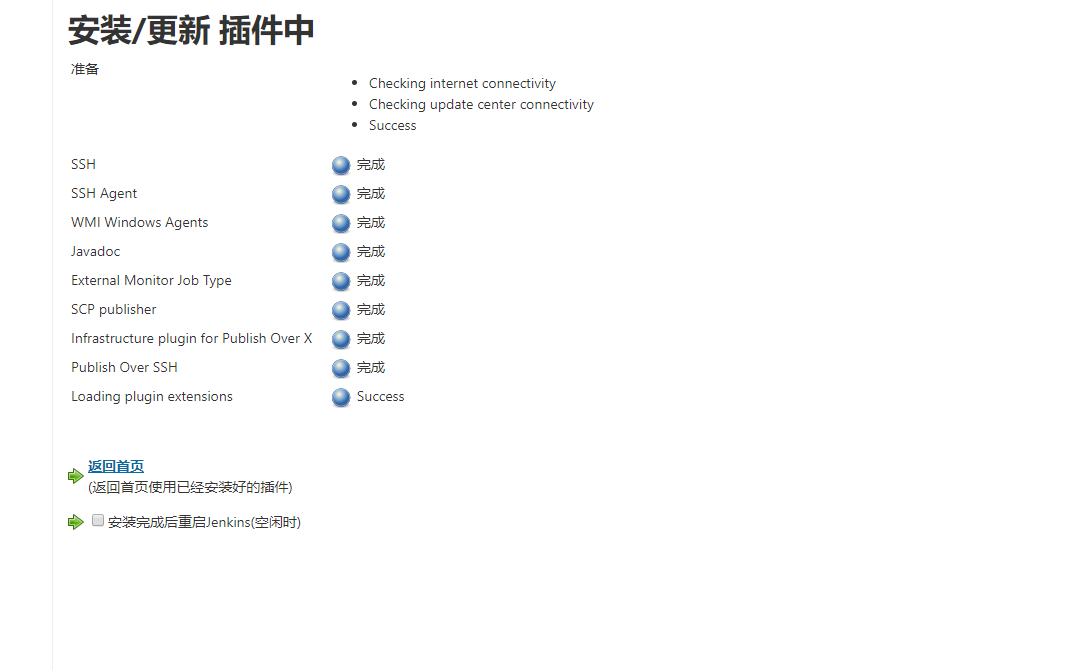 安装/更新 插件中
准备
Checking internet connectivity
Checking update center connectivity
Success
SSH 完成
SSH Agent 完成
WMI Windows Agents 完成
Javadoc 完成
External Monitor Job Type 完成
SCP publisher 完成
Infrastructure plugin for Publish Over X 完成
Publish Over SSH 完成
Loading plugin extensions Success
返回首页
(返回首页使用已经安装好的插件)
安装完成后重启Jenkins(空闲时)